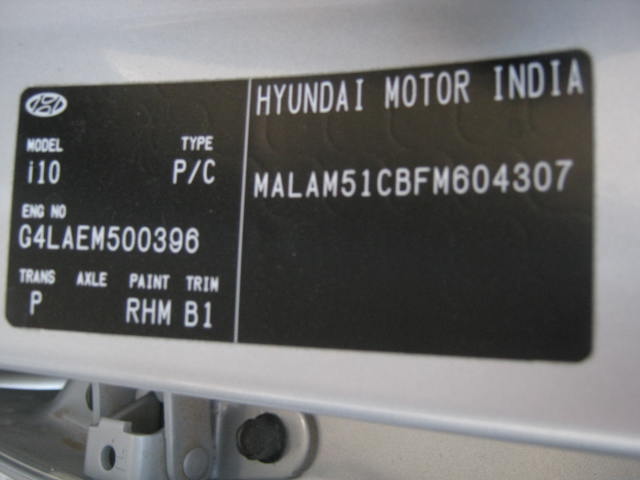 HYUNDAI MOTOR INDIA
MODEL TYPE
i10 P/C
MALAM51CBFM604307
ENG NO
G4LAEM500396
TRANS AXLE PAINT TRIM
P RHM B1